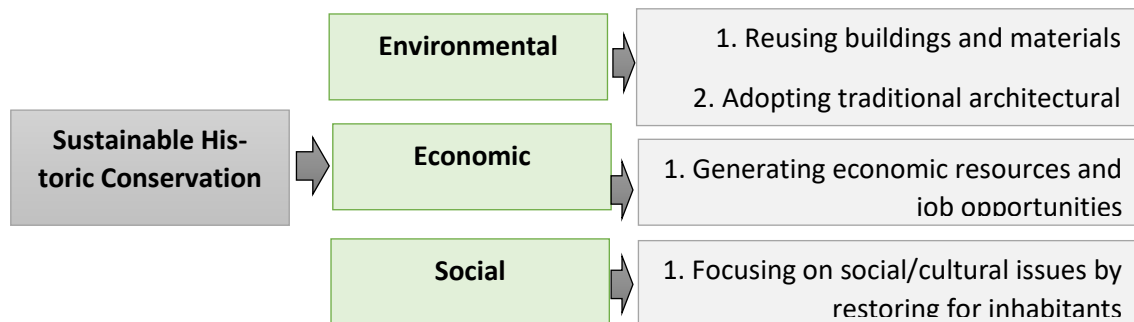 Sustainable His-
toric Conservation
Environmental
1. Reusing buildings and materials
2. Adopting traditional architectural
Economic
1. Generating economic resources and
job opportunities
Social
1. Focusing on social/cultural issues by
restoring for inhabitants